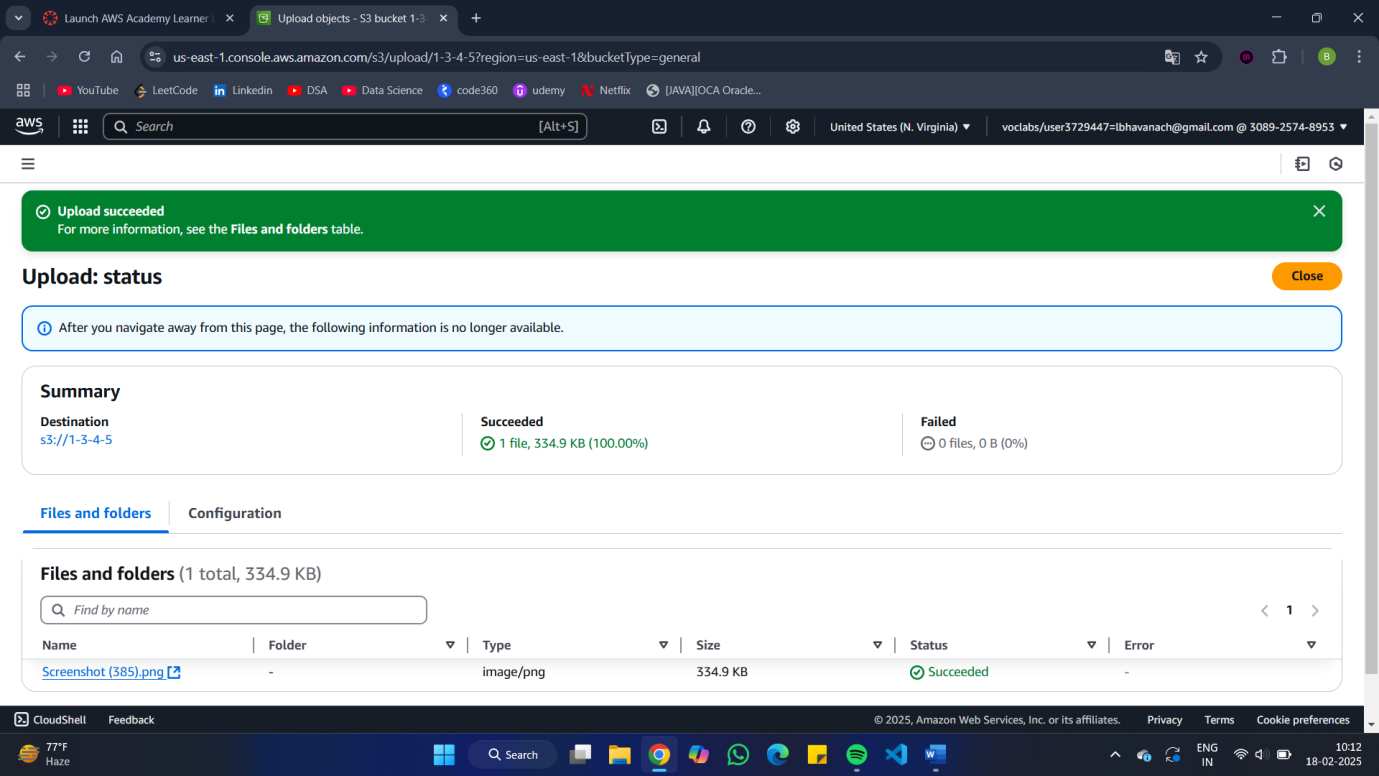 Launch AWS Academy Learner
Upload objects - S3 bucket 1-3
us-east-1.console.aws.amazon.com/s3/upload/1-3-4-5?region=us-east-1&bucketType=general
B
YouTube LeetCode Linkedin DSA Data Science code360 udemy Netflix [JAVA][OCA Oracle...
aws Search [Alt+S] United States (N. Virginia) voclabs/user3729447=lbhavanach@gmail.com @ 3089-2574-8953
Upload succeeded
For more information, see the Files and folders table.
Upload: status
Close
After you navigate away from this page, the following information is no longer available.
Summary
Destination Succeeded Failed
s3://1-3-4-5 1 file, 334.9 KB (100.00%) 0 files, 0 B (0%)
Files and folders Configuration
Files and folders (1 total, 334.9 KB)
Find by name
1
Name Folder Type Size Status Error
Screenshot (385).png - image/png 334.9 KB Succeeded -
CloudShell Feedback © 2025, Amazon Web Services, Inc. or its affiliates. Privacy Terms Cookie preferences
77°F
Haze
Search
ENG
IN
10:12
18-02-2025